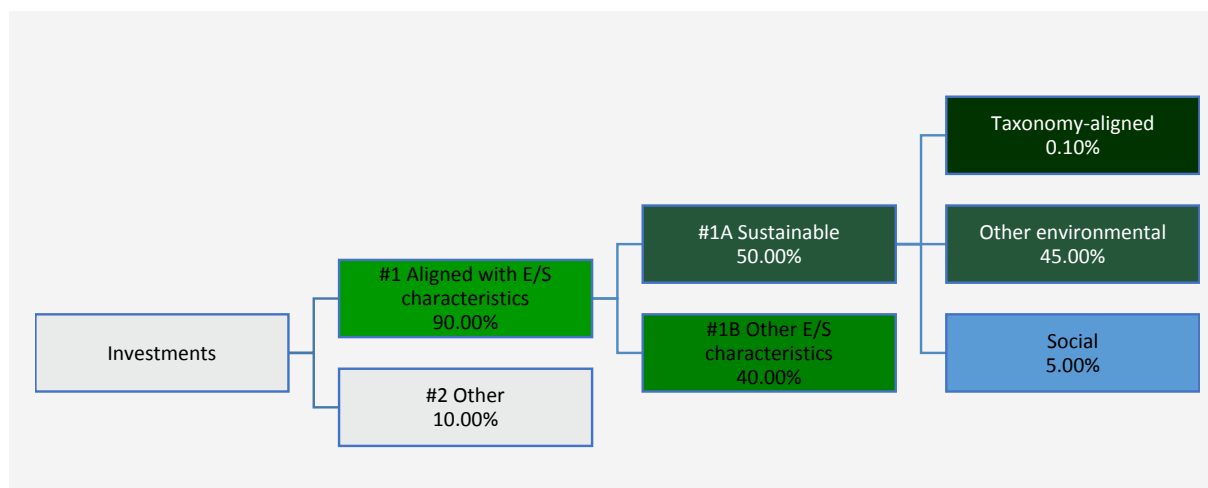 Investments
#1 Aligned with E/S
characteristics
90.00%
#2 Other
10.00%
#1A Sustainable
50.00%
#1B Other E/S
characteristics
40.00%
Taxonomy-aligned
0.10%
Other environmental
45.00%
Social
5.00%